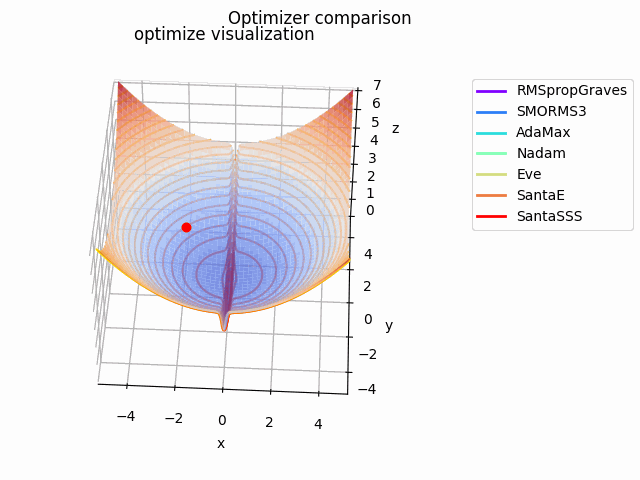 Optimizer comparison
optimize visualization
RMSpropGraves
SMORMS3
AdaMax
Nadam
Eve
SantaE
SantaSSS
7
6
5
4
3
2
1
0
z
4
2
0
−2
−4
y
−4
−2
0
2
4
x